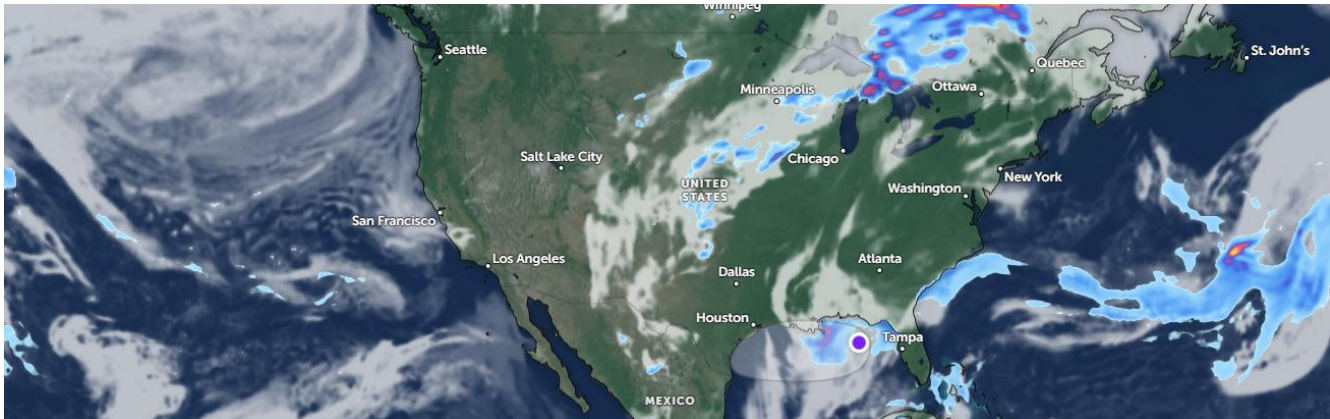 Winnipeg
Seattle
St. John's
Quebec
Minneapolis
Ottawa
Salt Lake City
Chicago
UNITED
STATES
New York
Washington
San Francisco
Los Angeles
Atlanta
Dallas
Houston
Tampa
MEXICO